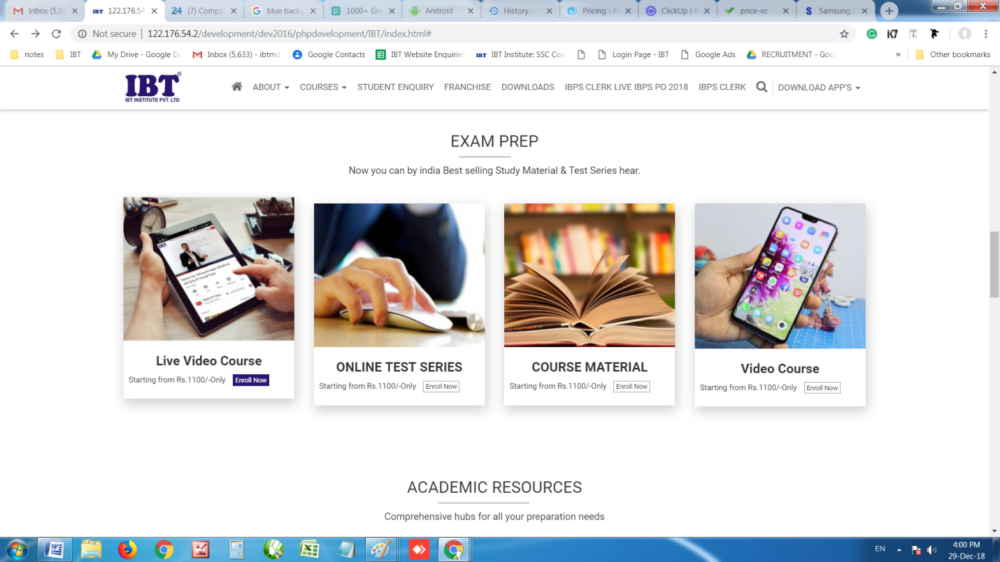 Inbox (5,99
122.176.54
24 (7) Compa
blue backg
1000+ Gre
Android
History
Pricing - F
ClickUp | #
price-vc -
Samsung
Not secure | 122.176.54.2/development/dev2016/phpdevelopment/IBT/index.html#
notes
IBT
My Drive - Google Dr
Inbox (5,633) - ibtmd
Google Contacts
IBT Website Enquiries
IBT Institute: SSC Coa
Login Page - IBT
Google Ads
RECRUITMENT - Goo
»
Other bookmarks
IBT®
IBT INSTITUTE PVT. LTD
ABOUT
COURSES
STUDENT ENQUIRY
FRANCHISE
DOWNLOADS
IBPS CLERK LIVE IBPS PO 2018
IBPS CLERK
DOWNLOAD APP'S
EXAM PREP
Now you can by india Best selling Study Material & Test Series hear.
Live Video Course
Starting from Rs.1100/-Only Enroll Now
ONLINE TEST SERIES
Starting from Rs.1100/-Only Enroll Now
COURSE MATERIAL
Starting from Rs.1100/-Only Enroll Now
Video Course
Starting from Rs.1100/-Only Enroll Now
ACADEMIC RESOURCES
Comprehensive hubs for all your preparation needs
EN
4:00 PM
29-Dec-18